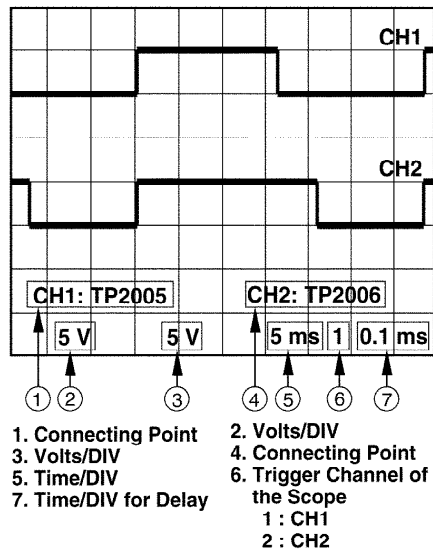 CH1
CH2
CH1: TP2005 CH2: TP2006
5 V 5 V 5 ms 1 0.1 ms
1 2 3 4 5 6 7
1. Connecting Point
2. Volts/DIV
3. Volts/DIV
4. Connecting Point
5. Time/DIV
6. Trigger Channel of
the Scope
1 : CH1
2 : CH2
7. Time/DIV for Delay